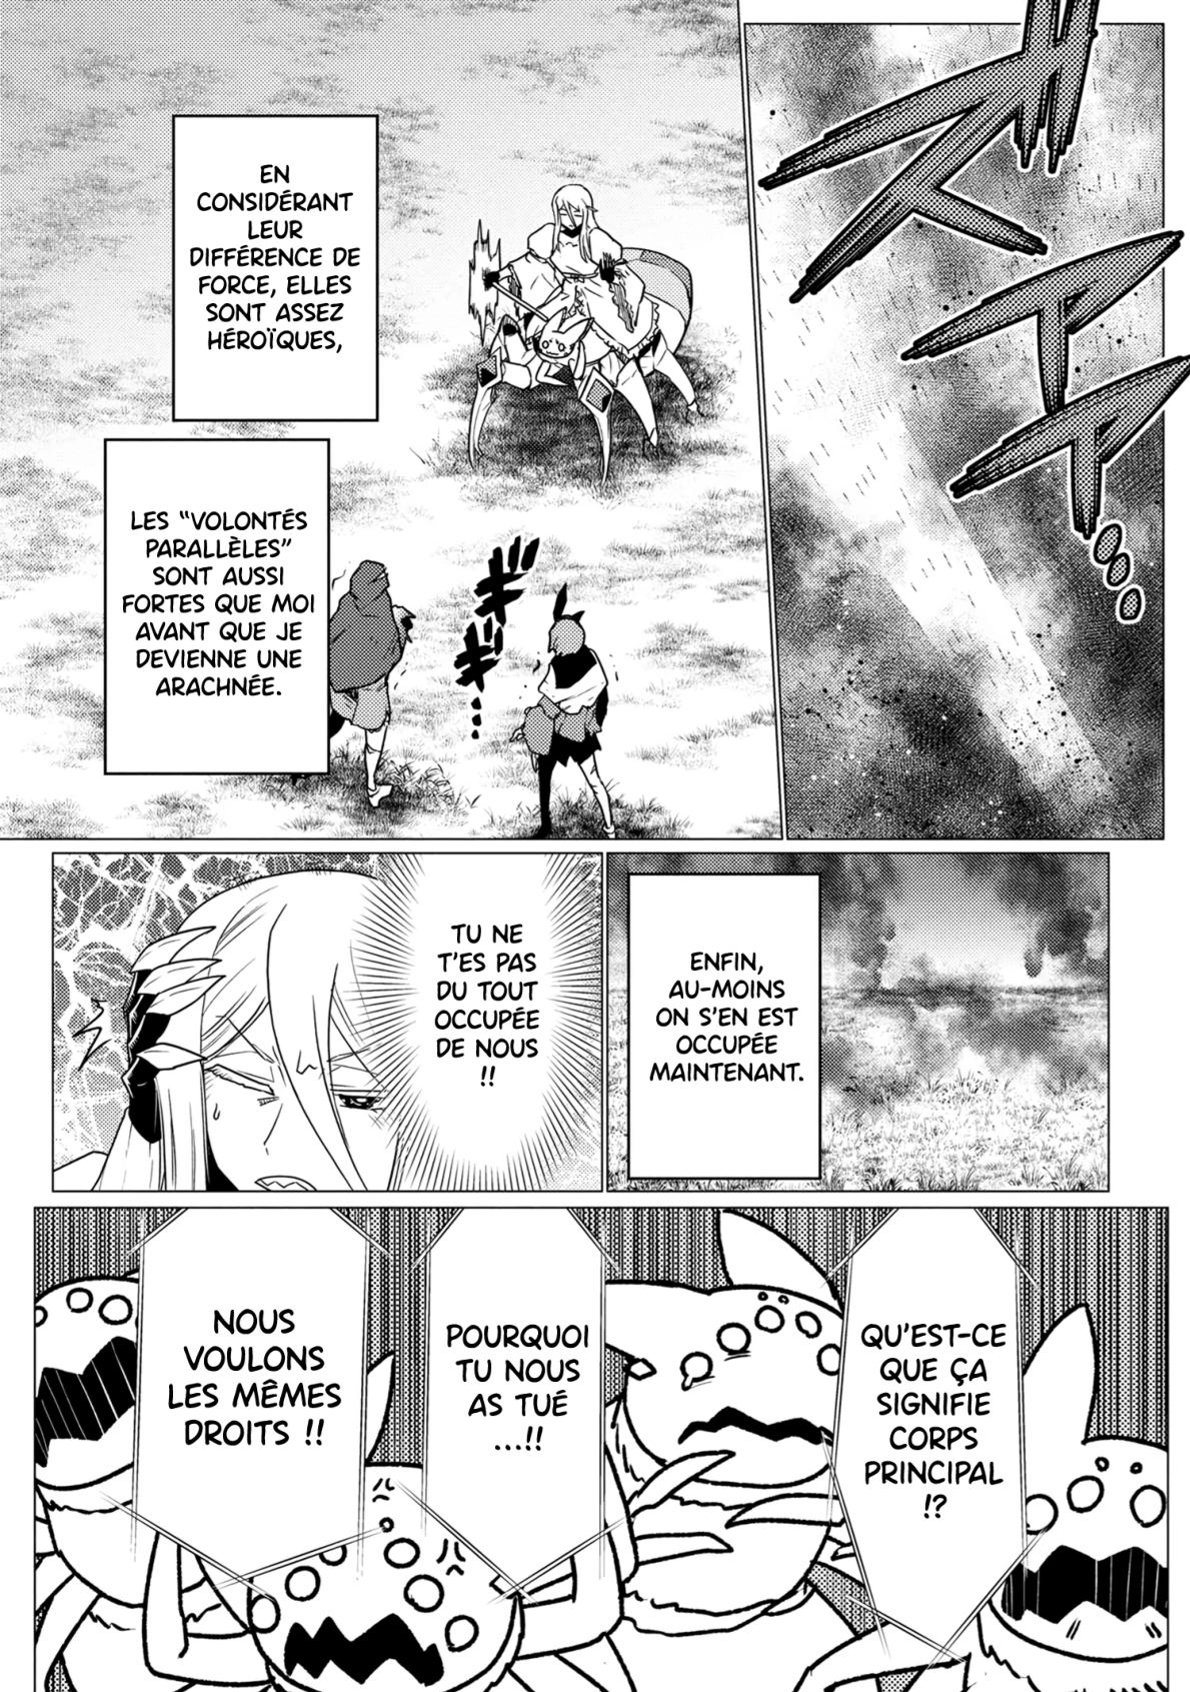 ズズズ…
EN
CONSIDÉRANT
LEUR
DIFFÉRENCE DE
FORCE, ELLES
SONT ASSEZ
HÉROÏQUES,
LES “VOLONTÉS
PARALLÈLES”
SONT AUSSI
FORTES QUE MOI
AVANT QUE JE
DEVIENNE UNE
ARACHNÉE.
ENFIN,
AU-MOINS
ON S'EN EST
OCCUPÉE
MAINTENANT.
TU NE
T'ES PAS
DU TOUT
OCCUPÉE
DE NOUS
!!
QU'EST-CE
QUE ÇA
SIGNIFIE
CORPS
PRINCIPAL
!?
POURQUOI
TU NOUS
AS TUÉ
...!!
NOUS
VOULONS
LES MÊMES
DROITS !!